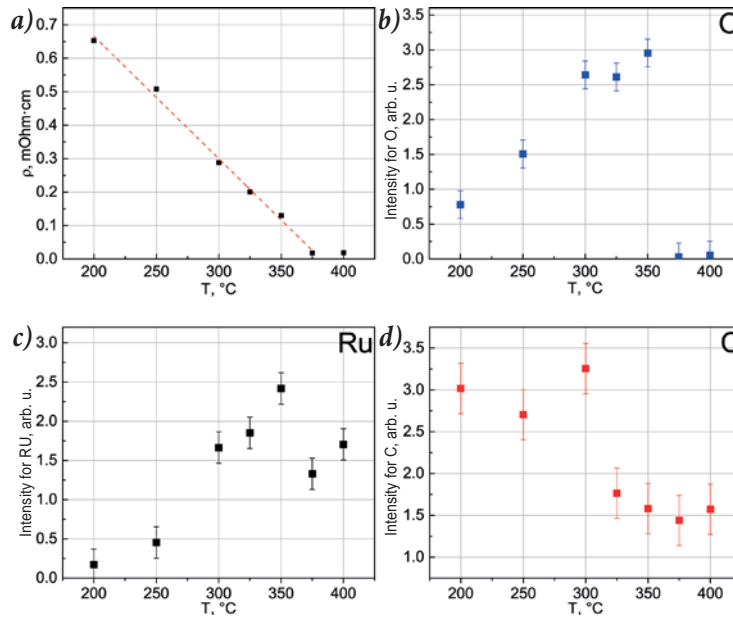 a)
0.7
0.6
0.5
0.4
0.3
0.2
0.1
0.0
ρ, mOhm·cm
200 250 300 350 400
T, °C
b)
3.0
2.5
2.0
1.5
1.0
0.5
0.0
Intensity for O, arb. u.
200 250 300 350 400
T, °C
c)
Ru
3.0
2.5
2.0
1.5
1.0
0.5
0.0
Intensity for RU, arb. u.
200 250 300 350 400
T, °C
d)
3.5
3.0
2.5
2.0
1.5
1.0
Intensity for C, arb. u.
200 250 300 350 400
T, °C